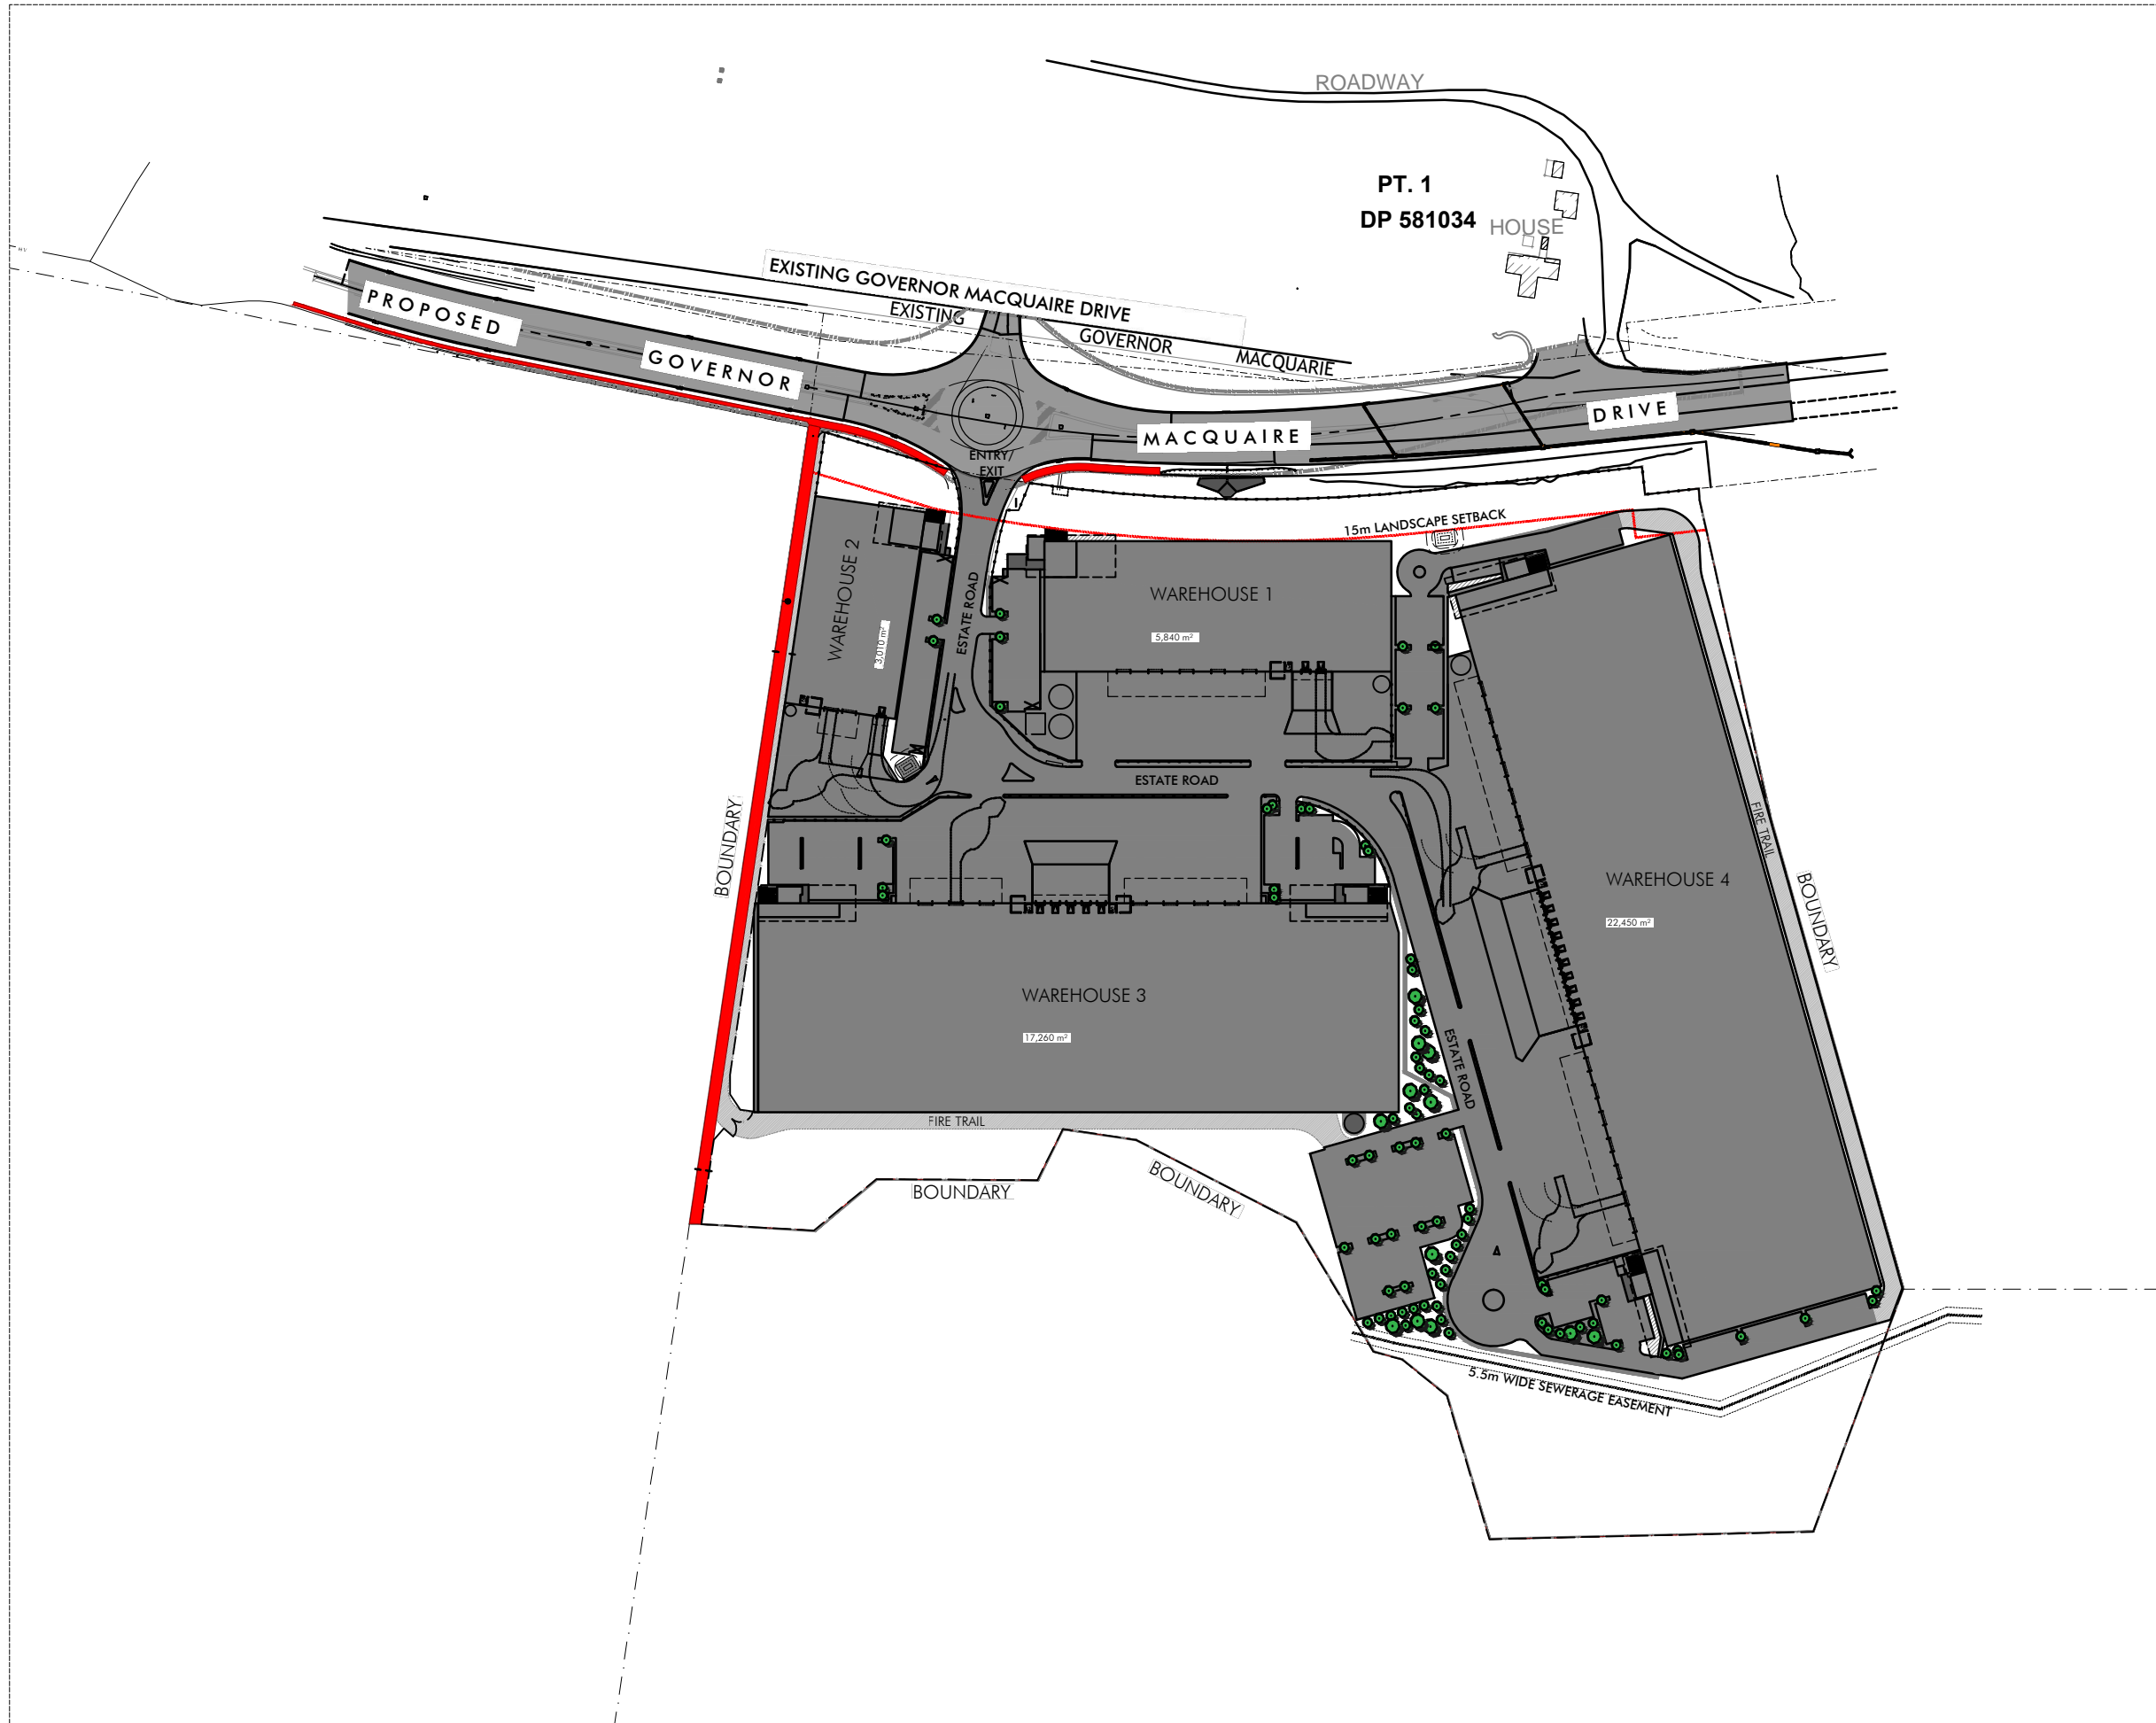 ROADWAY
PT. 1
DP 581034
HOUSE
EXISTING GOVERNOR MACQUAIRE DRIVE
EXISTING
GOVERNOR
MACQUARIE
PROPOSED
GOVERNOR
MACQUAIRE
DRIVE
ENTRY/
EXIT
15m LANDSCAPE SETBACK
WAREHOUSE 2
3,010 m²
ESTATE ROAD
WAREHOUSE 1
5,840 m²
ESTATE ROAD
BOUNDARY
FIRE TRAIL
WAREHOUSE 4
22,450 m²
BOUNDARY
WAREHOUSE 3
17,260 m²
ESTATE ROAD
FIRE TRAIL
BOUNDARY
BOUNDARY
5.5m WIDE SEWERAGE EASEMENT